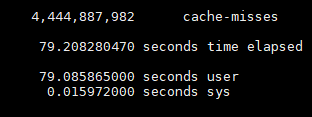 4,444,887,982 cache-misses
79.208280470 seconds time elapsed
79.085865000 seconds user
0.015972000 seconds sys